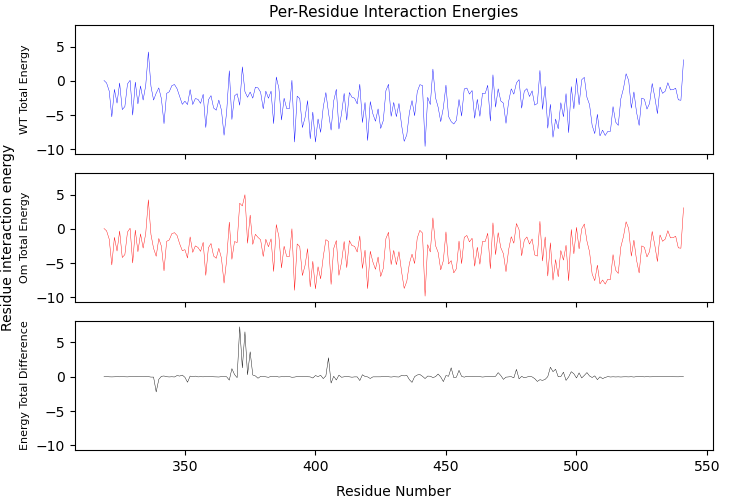 Per-Residue Interaction Energies
Residue interaction energy
WT Total Energy
5
0
−5
−10
Om Total Energy
5
0
−5
−10
Energy Total Difference
5
0
−5
−10
350 400 450 500 550
Residue Number